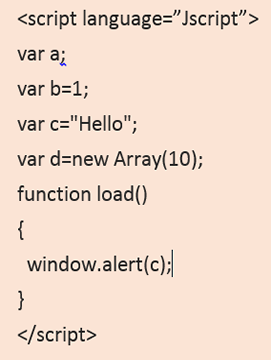 <script language=”Jscript”>
var a;
var b=1;
var c="Hello";
var d=new Array(10);
function load()
{
window.alert(c);
}
</script>